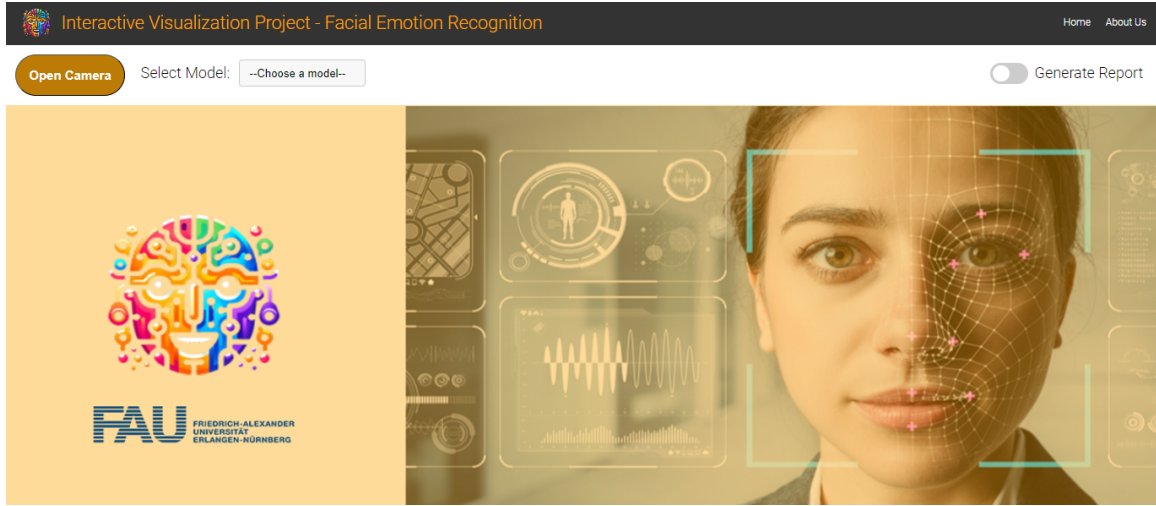 Interactive Visualization Project - Facial Emotion Recognition
Home About Us
Open Camera Select Model: --Choose a model-- Generate Report
FAU FRIEDRICH-ALEXANDER
UNIVERSITÄT
ERLANGEN-NÜRNBERG